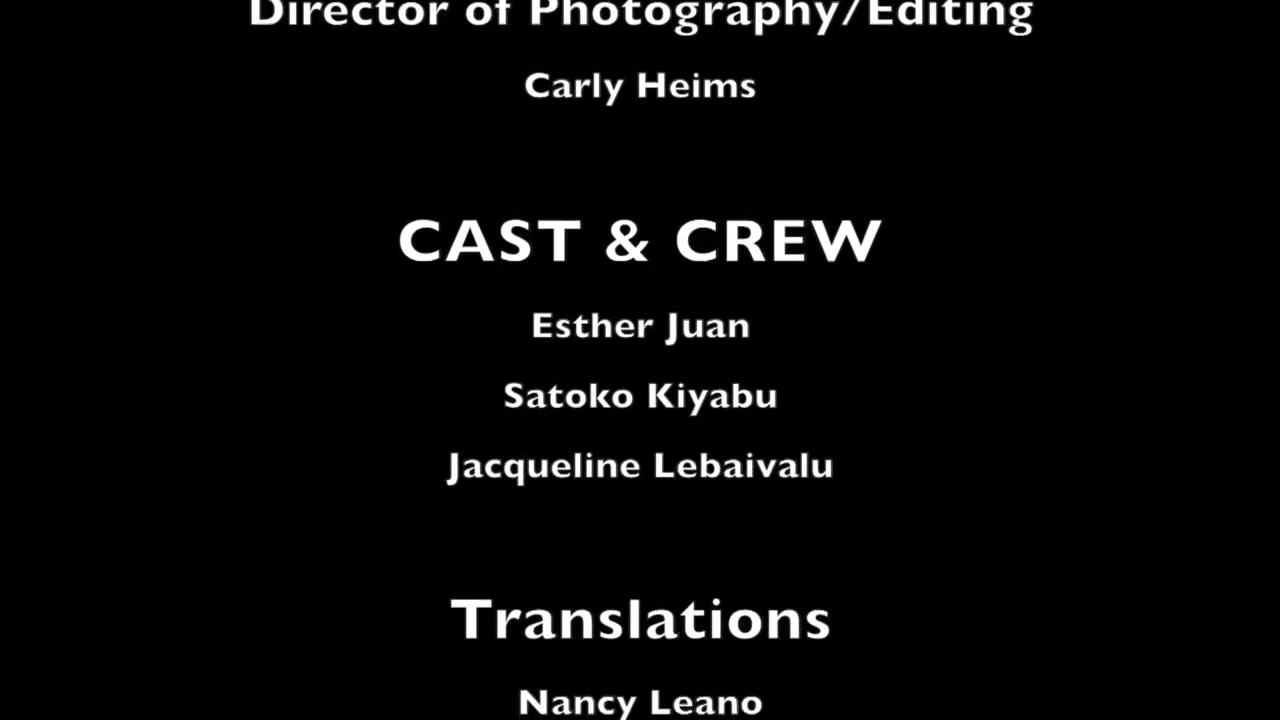 Director of Photography/Editing
Carly Heims
CAST & CREW
Esther Juan
Satoko Kiyabu
Jacqueline Lebaivalu
Translations
Nancy Leano